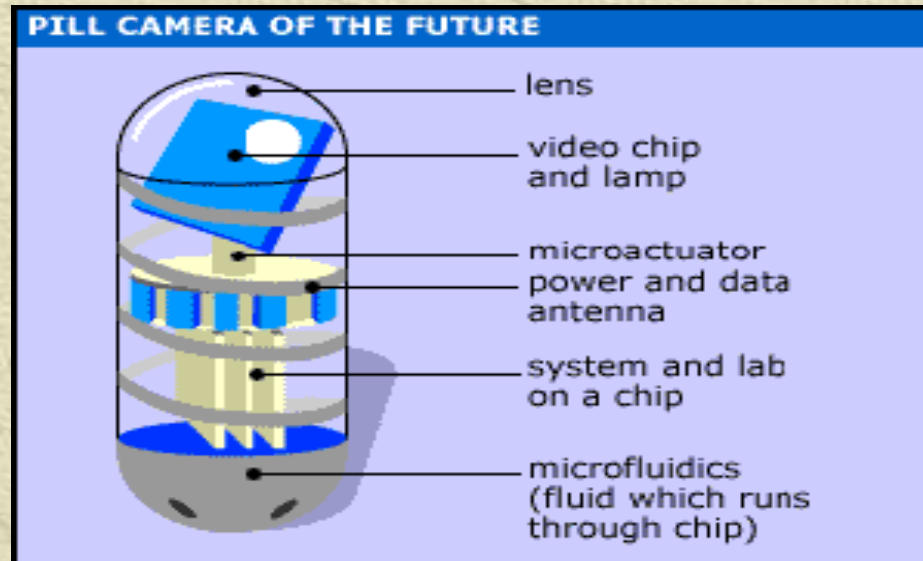 PILL CAMERA OF THE FUTURE
lens
video chip
and lamp
microactuator
power and data
antenna
system and lab
on a chip
microfluidics
(fluid which runs
through chip)